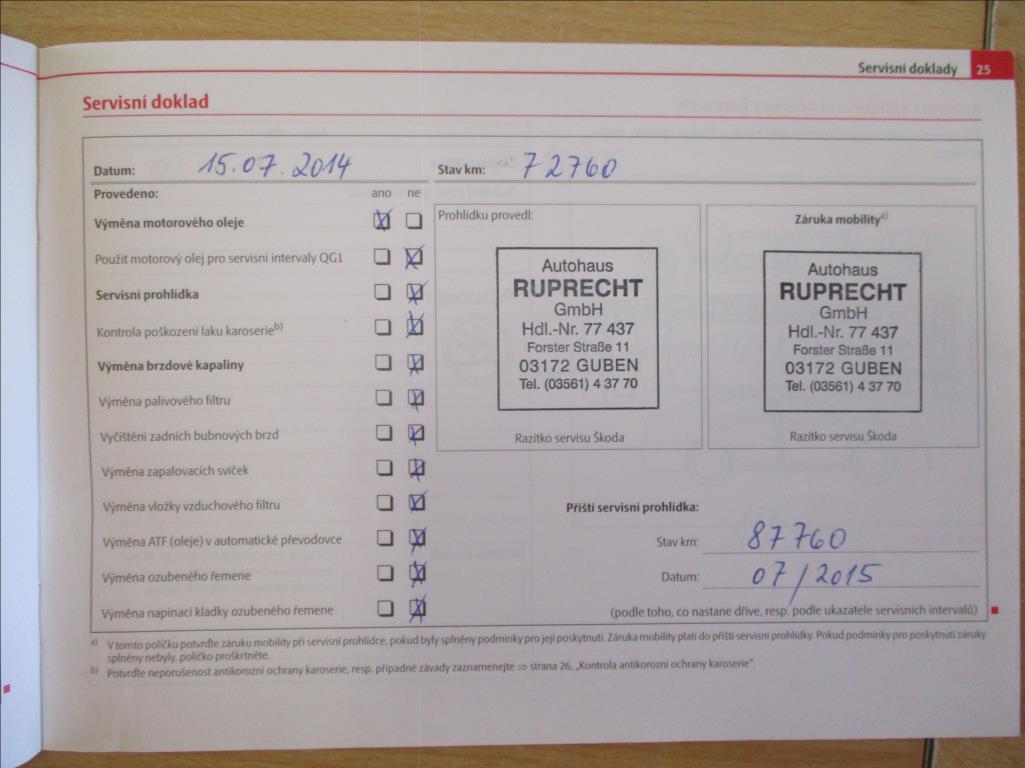 Servisní doklady 25
Servisní doklad
Datum: 15.07.2014 Stav km: 72760
Provedeno: ano ne
Výměna motorového oleje
Použit motorový olej pro servisní intervaly QG1
Servisní prohlídka
Kontrola poškození laku karoserie b)
Výměna brzdové kapaliny
Výměna palivového filtru
Vyčištění zadních bubnových brzd
Výměna zapalovacích svíček
Výměna vložky vzduchového filtru
Výměna ATF (oleje) v automatické převodovce
Výměna ozubeného řemene
Výměna napínací kladky ozubeného řemene
Prohlídku provedl:
Autohaus
RUPRECHT
GmbH
Hdl.-Nr. 77 437
Forster Straße 11
03172 GUBEN
Tel. (03561) 4 37 70
Razítko servisu Škoda
Záruka mobility a)
Autohaus
RUPRECHT
GmbH
Hdl.-Nr. 77 437
Forster Straße 11
03172 GUBEN
Tel. (03561) 4 37 70
Razítko servisu Škoda
Příští servisní prohlídka:
Stav km: 87760
Datum: 07/2015
(podle toho, co nastane dříve, resp. podle ukazatele servisních intervalů)
a) V tomto políčku potvrďte záruku mobility při servisní prohlídce, pokud byly splněny podmínky pro její poskytnutí. Záruka mobility platí do příští servisní prohlídky. Pokud podmínky pro poskytnutí záruky
splněny nebyly, políčko proškrtněte.
b) Potvrďte neporušenost antikorozní ochrany karoserie, resp. případné závady zaznamenejte ⇒ strana 26, „Kontrola antikorozní ochrany karoserie“.